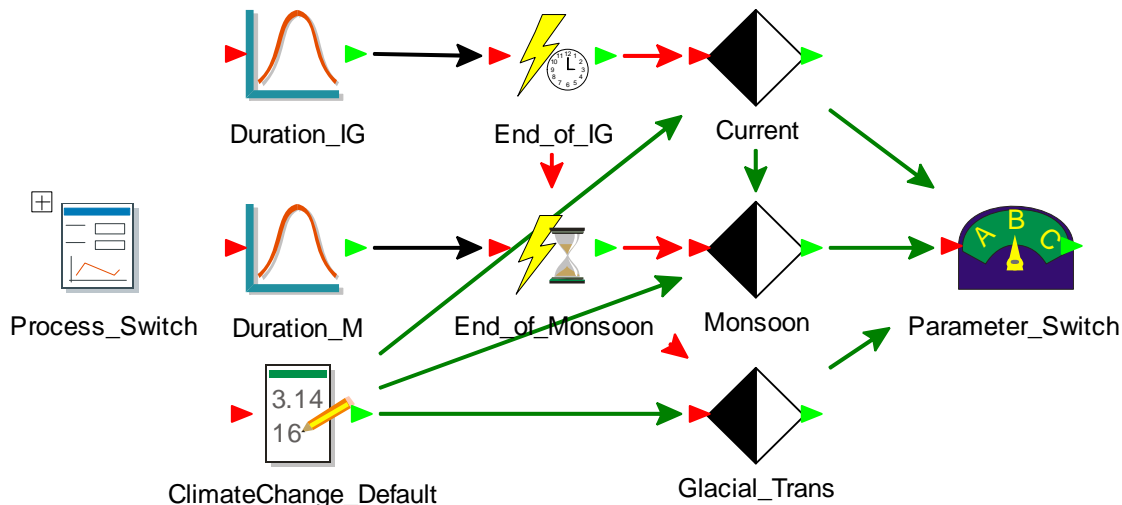 Duration_IG
End_of_IG
Current
A B C
Process_Switch
Duration_M
End_of_Monsoon
Monsoon
Parameter_Switch
3.14
16
ClimateChange_Default
Glacial_Trans